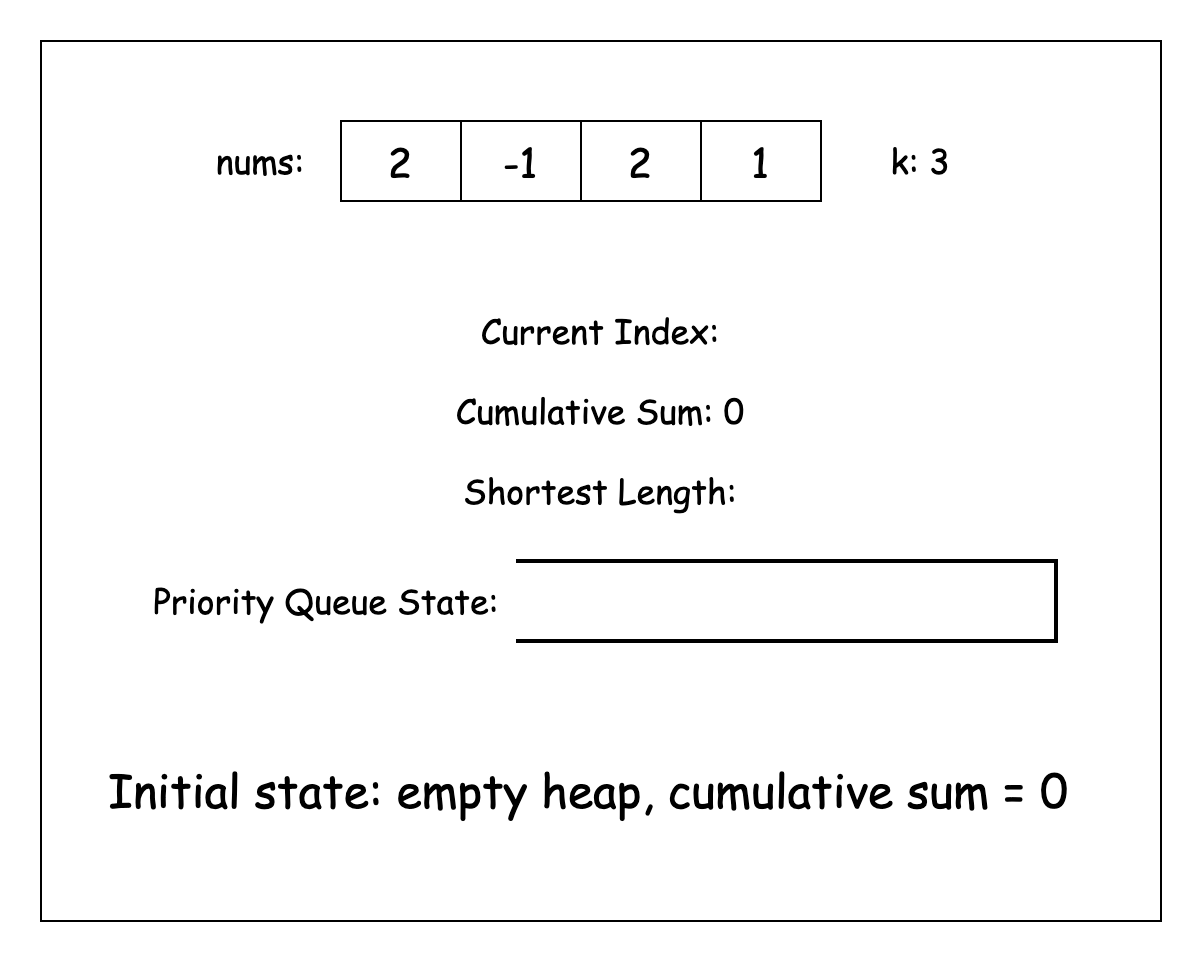 nums: 2 -1 2 1 k: 3
Current Index:
Cumulative Sum: 0
Shortest Length:
Priority Queue State:
Initial state: empty heap, cumulative sum = 0